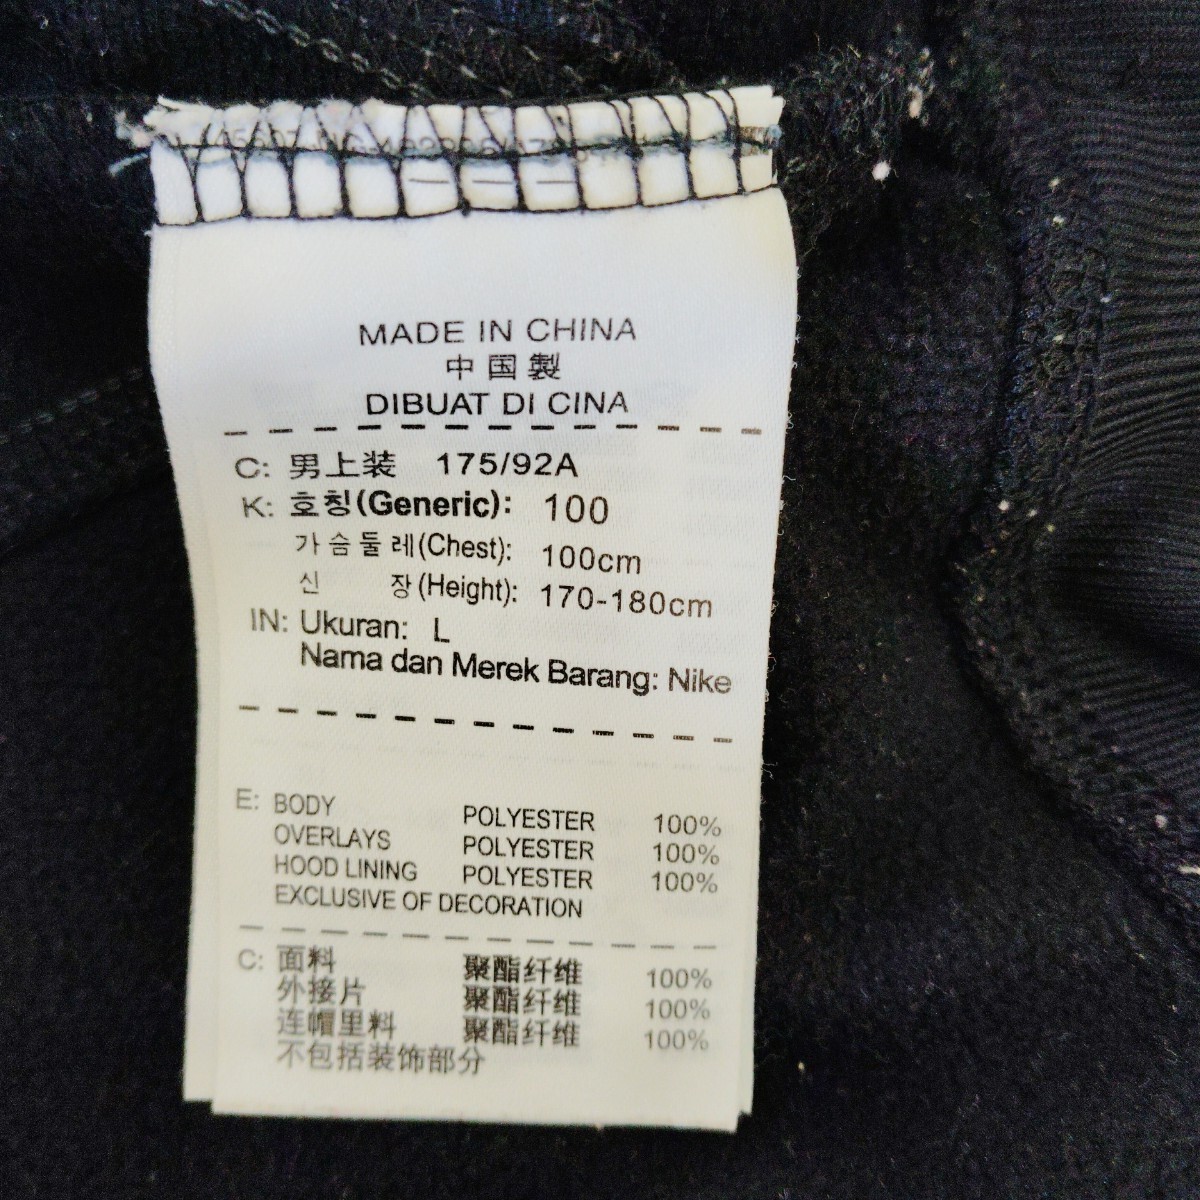 MADE IN CHINA
中国製
DIBUAT DI CINA
C: 男上装 175/92A
K: 호칭(Generic): 100
가슴둘레(Chest): 100cm
신 장(Height): 170-180cm
IN: Ukuran: L
Nama dan Merek Barang: Nike
E: BODY POLYESTER 100%
OVERLAYS POLYESTER 100%
HOOD LINING POLYESTER 100%
EXCLUSIVE OF DECORATION
C: 面料 聚酯纤维 100%
外接片 聚酯纤维 100%
连帽里料 聚酯纤维 100%
不包括装饰部分